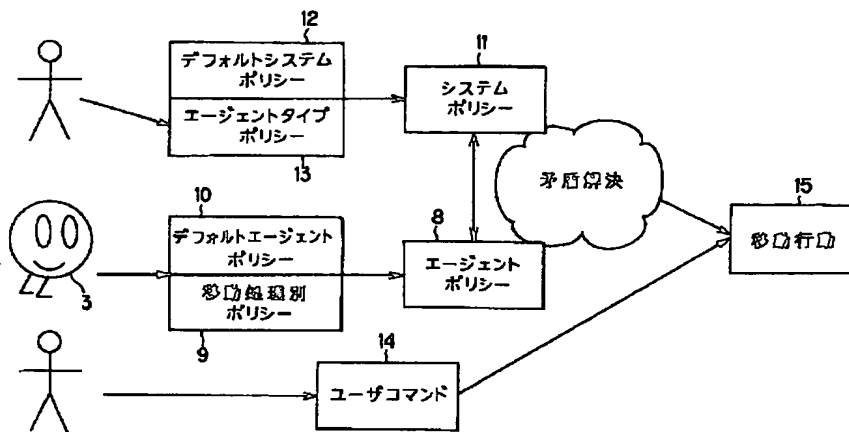 12
デフォルトシステム
ポリシー
エージェントタイプ
ポリシー
13
11
システム
ポリシー
矛盾解決
10
デフォルトエージェント
ポリシー
移動処理別
ポリシー
9
3
8
エージェント
ポリシー
15
移動行動
14
ユーザコマンド